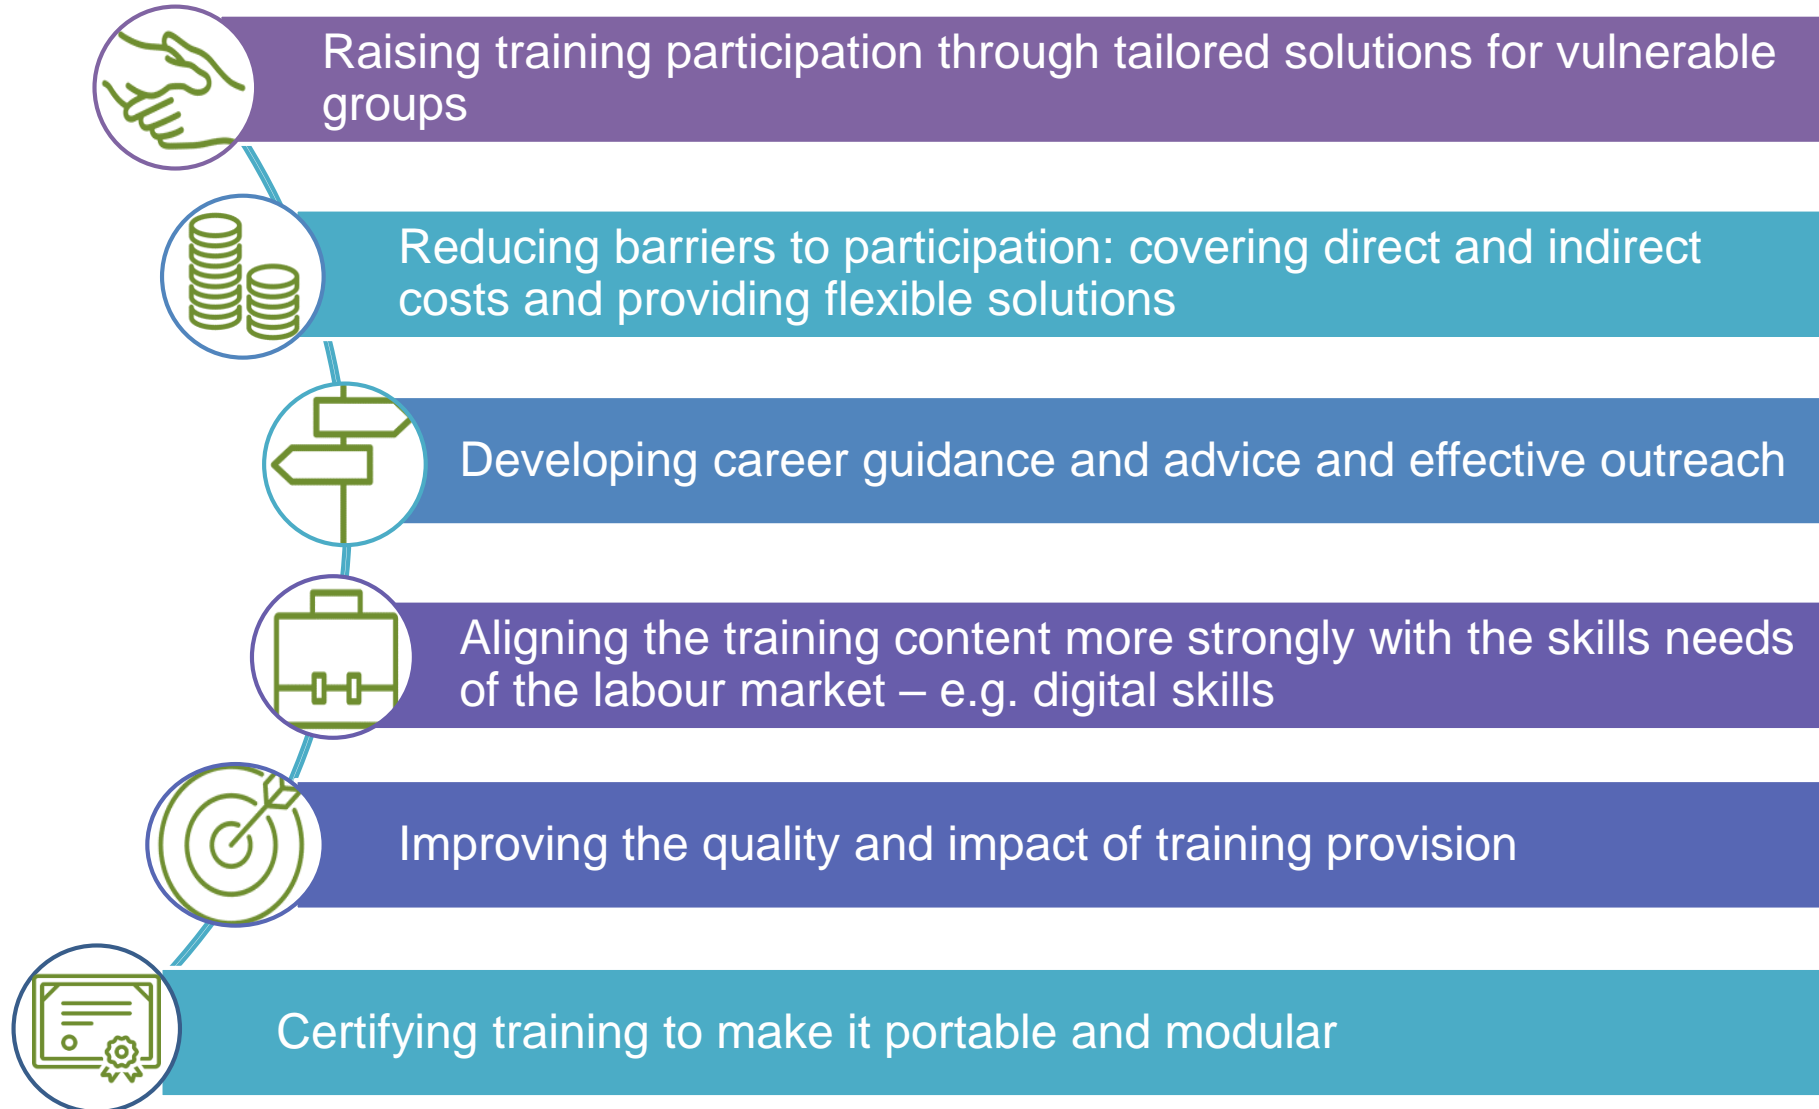 Raising training participation through tailored solutions for vulnerable
groups
Reducing barriers to participation: covering direct and indirect
costs and providing flexible solutions
Developing career guidance and advice and effective outreach
Aligning the training content more strongly with the skills needs
of the labour market – e.g. digital skills
Improving the quality and impact of training provision
Certifying training to make it portable and modular